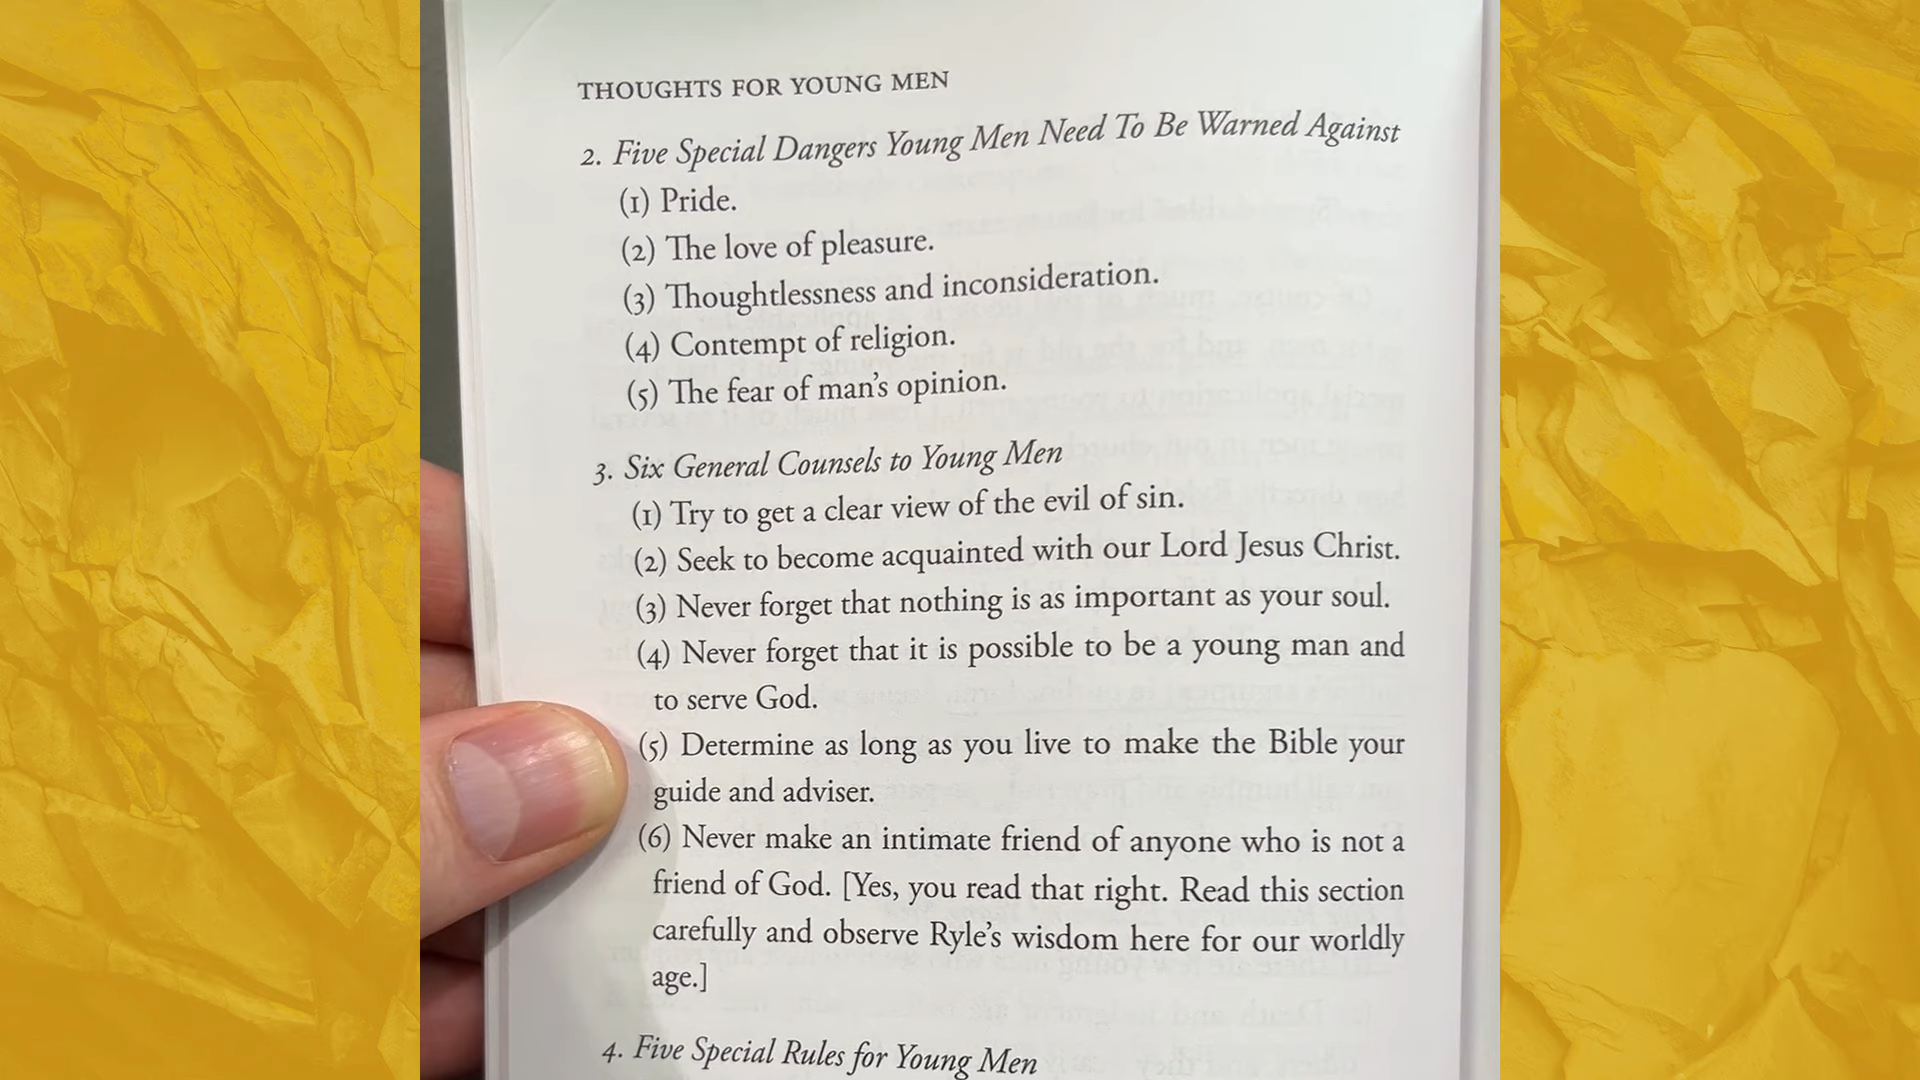 THOUGHTS FOR YOUNG MEN
2. Five Special Dangers Young Men Need To Be Warned Against
(1) Pride.
(2) The love of pleasure.
(3) Thoughtlessness and inconsideration.
(4) Contempt of religion.
(5) The fear of man's opinion.
3. Six General Counsels to Young Men
(1) Try to get a clear view of the evil of sin.
(2) Seek to become acquainted with our Lord Jesus Christ.
(3) Never forget that nothing is as important as your soul.
(4) Never forget that it is possible to be a young man and
to serve God.
(5) Determine as long as you live to make the Bible your
guide and adviser.
(6) Never make an intimate friend of anyone who is not a
friend of God. [Yes, you read that right. Read this section
carefully and observe Ryle's wisdom here for our worldly
age.]
4. Five Special Rules for Young Men